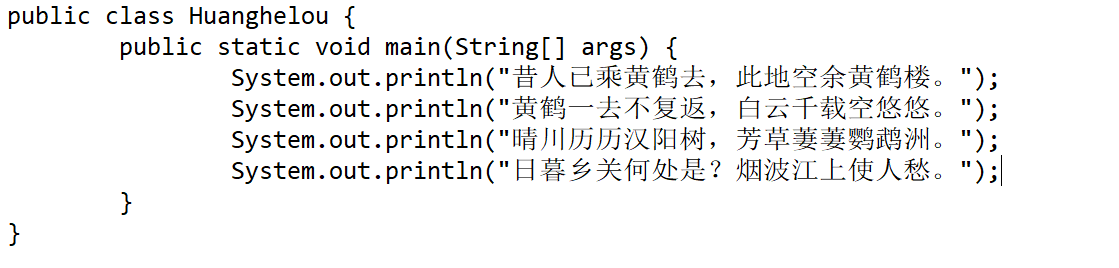 public class Huanghelou {
        public static void main(String[] args) {
                System.out.println("昔人已乘黄鹤去，此地空余黄鹤楼。");
                System.out.println("黄鹤一去不复返，白云千载空悠悠。");
                System.out.println("晴川历历汉阳树，芳草萋萋鹦鹉洲。");
                System.out.println("日暮乡关何处是？烟波江上使人愁。");
        }
}